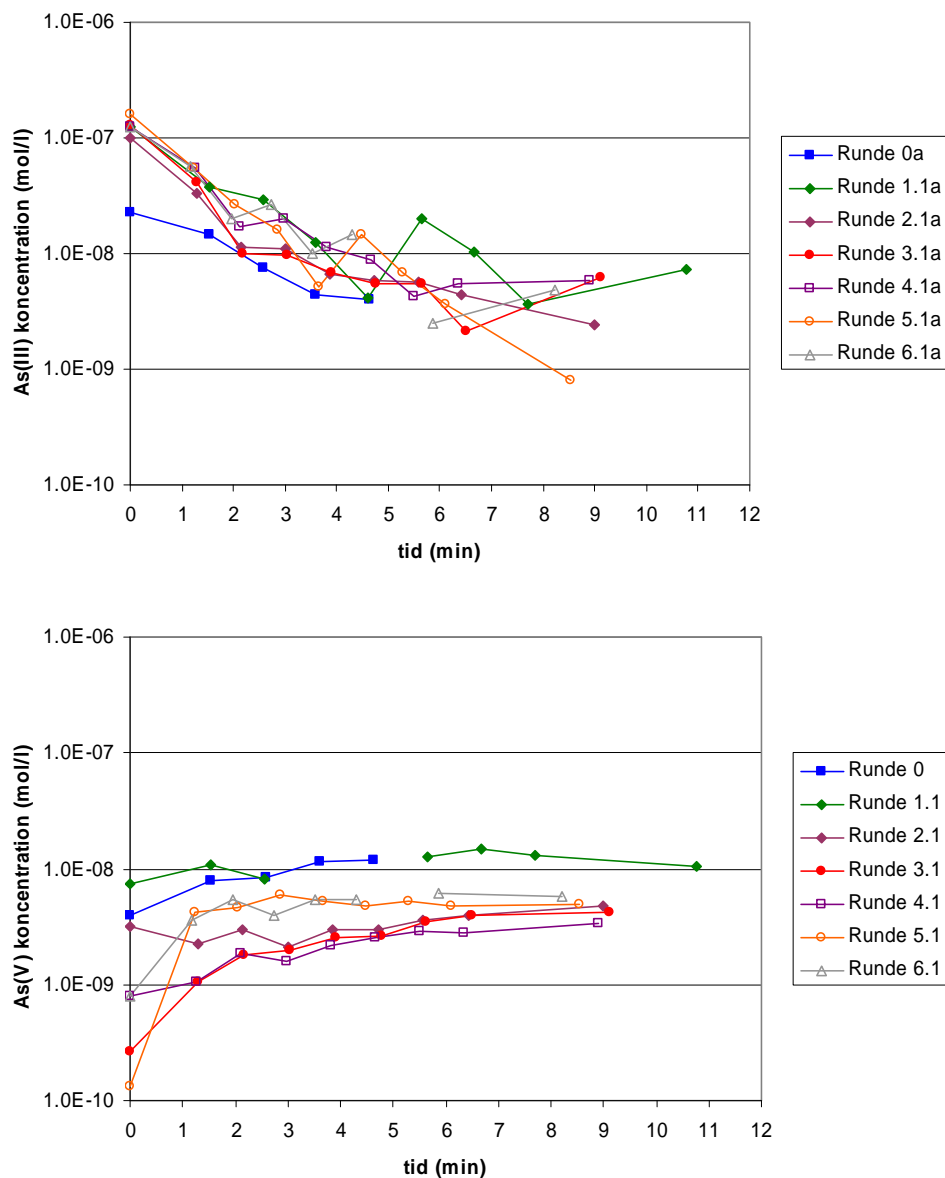 1.0E-06
1.0E-07
1.0E-08
1.0E-09
1.0E-10
As(III) koncentration (mol/l)
0 1 2 3 4 5 6 7 8 9 10 11 12
tid (min)
Runde 0a
Runde 1.1a
Runde 2.1a
Runde 3.1a
Runde 4.1a
Runde 5.1a
Runde 6.1a
1.0E-06
1.0E-07
1.0E-08
1.0E-09
1.0E-10
As(V) koncentration (mol/l)
0 1 2 3 4 5 6 7 8 9 10 11 12
tid (min)
Runde 0
Runde 1.1
Runde 2.1
Runde 3.1
Runde 4.1
Runde 5.1
Runde 6.1